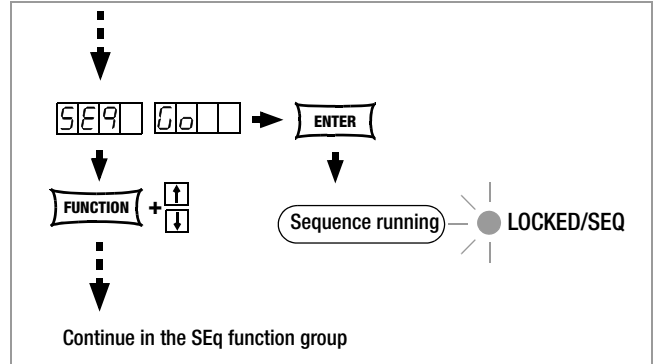 SEq Go ENTER
FUNCTION + ↑
↓
Sequence running LOCKED/SEQ
Continue in the SEq function group